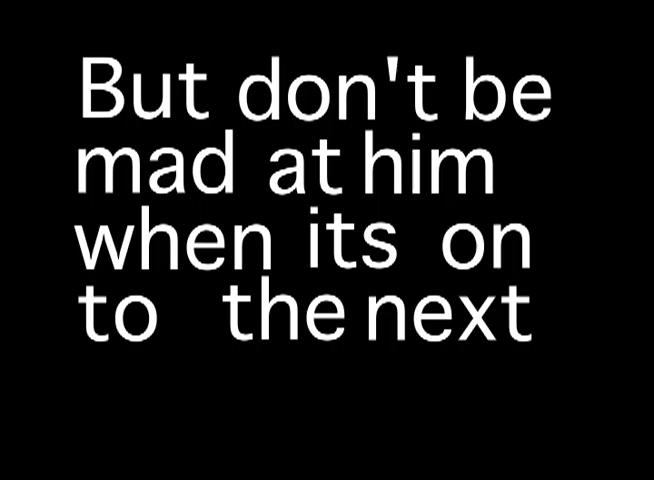 But don't be
mad at him
when its on
to the next